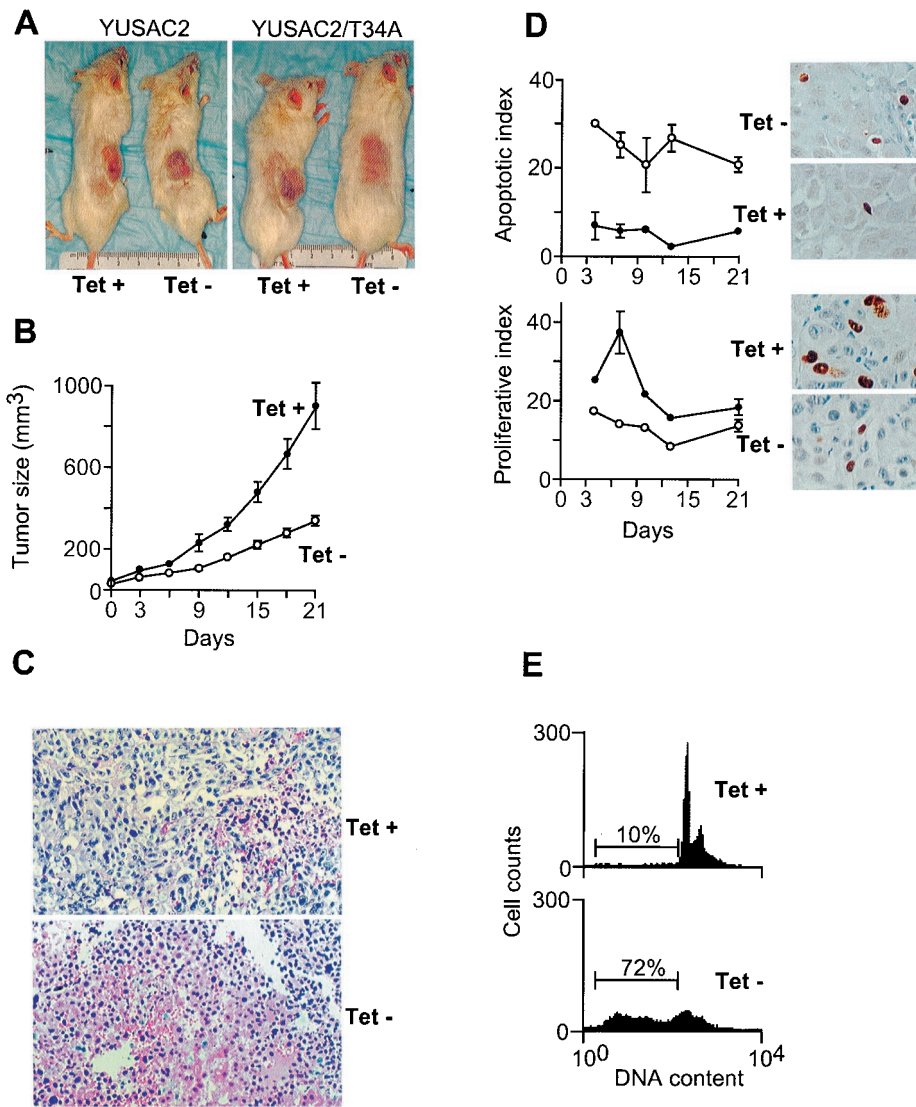 A
YUSAC2
YUSAC2/T34A
Tet +
Tet -
Tet +
Tet -
B
Tumor size (mm3)
1000
600
200
0
0
3
9
15
21
Days
Tet +
Tet -
C
Tet +
Tet -
D
Apoptotic index
40
20
0
0
3
9
15
21
Tet -
Tet +
Proliferative index
40
20
0
0
3
9
15
21
Days
Tet +
Tet -
E
Cell counts
300
0
10%
Tet +
300
0
72%
Tet -
10^0
10^4
DNA content